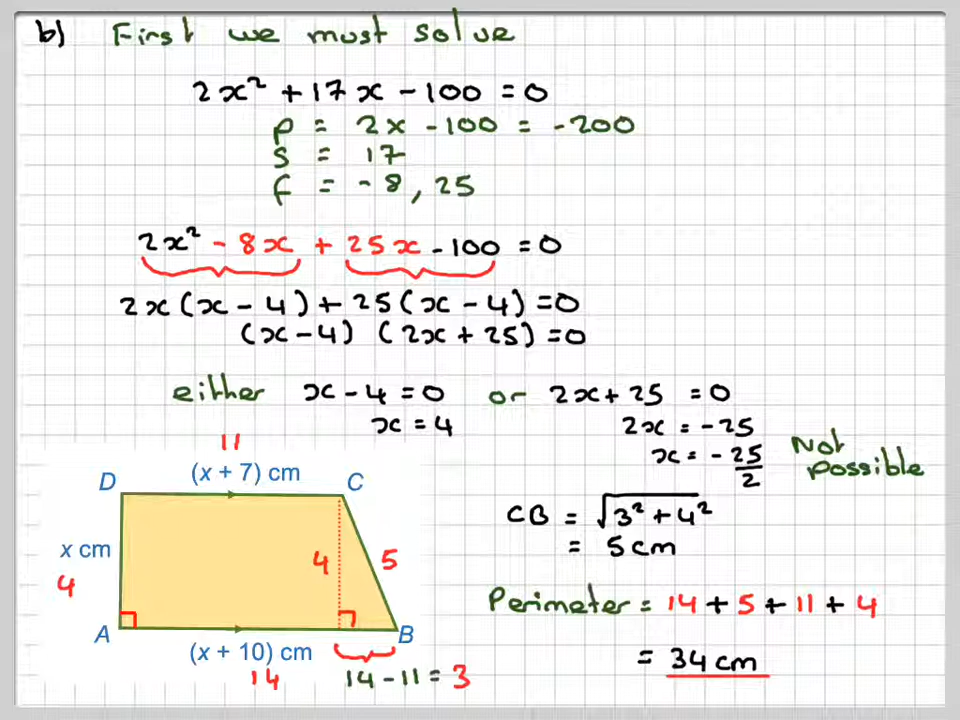 b) First we must solve
2x² + 17x - 100 = 0
P = 2x - 100 = -200
S = 17
F = -8, 25
2x² - 8x + 25x - 100 = 0
2x(x - 4) + 25(x - 4) = 0
(x - 4) (2x + 25) = 0
either x - 4 = 0 or 2x + 25 = 0
x = 4 2x = -25
x = -25/2 Not possible
11
D (x + 7) cm C
x cm
4
4 5
A B
(x + 10) cm
14 14 - 11 = 3
CB = √3² + 4²
= 5 cm
Perimeter = 14 + 5 + 11 + 4
= 34 cm